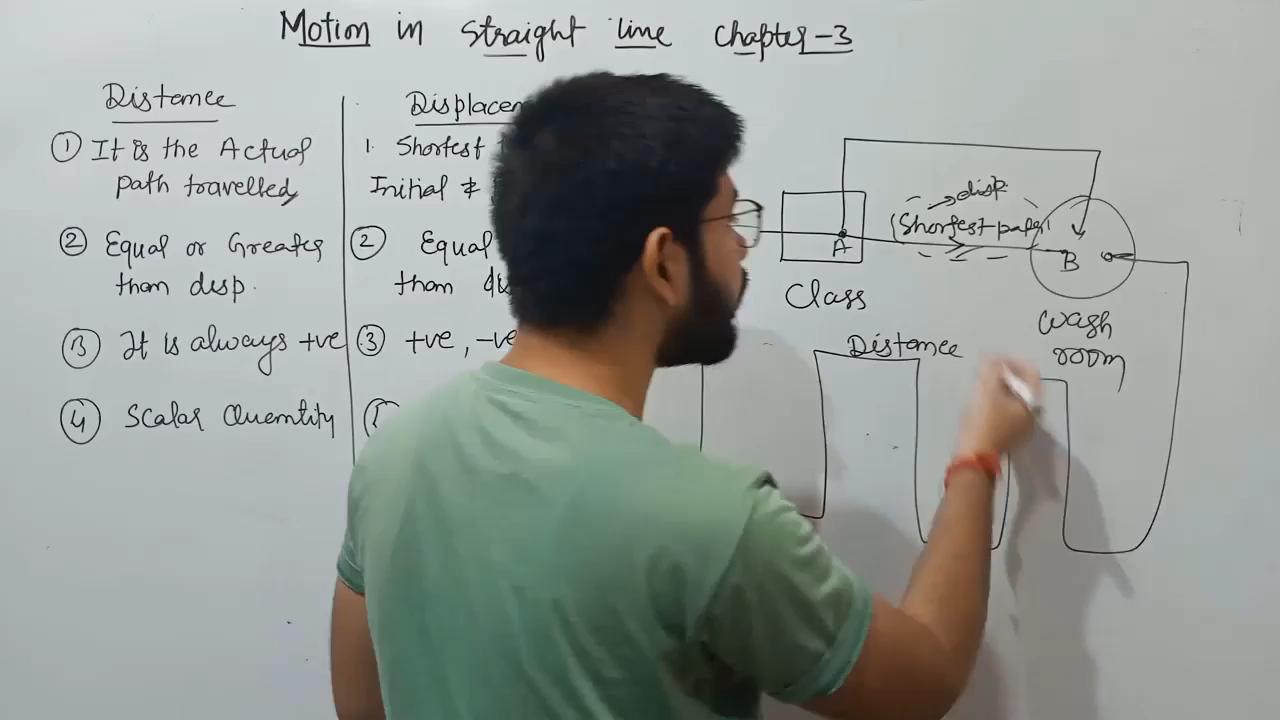 Motion in straight line chapter-3
Distance
① It is the Actual
path travelled
② Equal or Greater
than disp.
③ It is always +ve
④ Scalar Quantity
Displacem
1. Shortest
Initial &
② Equal
than
③ +ve, -ve
disp.
(Shortest path)
A
B
Class
Wash
room
Distance